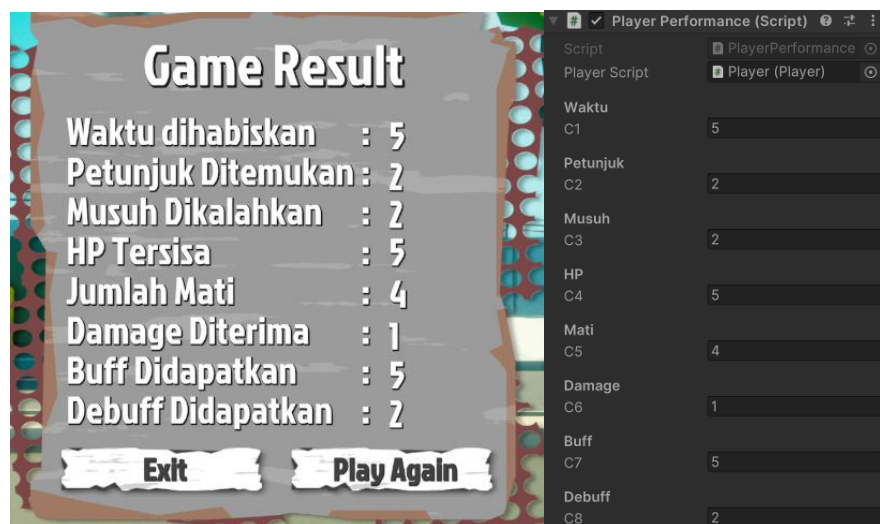 Game Result
Waktu dihabiskan : 5
Petunjuk Ditemukan : 2
Musuh Dikalahkan : 2
HP Tersisa : 5
Jumlah Mati : 4
Damage Diterima : 1
Buff Didapatkan : 5
Debuff Didapatkan : 2
Exit Play Again
# Player Performance (Script)
Script # PlayerPerformance
Player Script # Player (Player)
Waktu
C1 5
Petunjuk
C2 2
Musuh
C3 2
HP
C4 5
Mati
C5 4
Damage
C6 1
Buff
C7 5
Debuff
C8 2